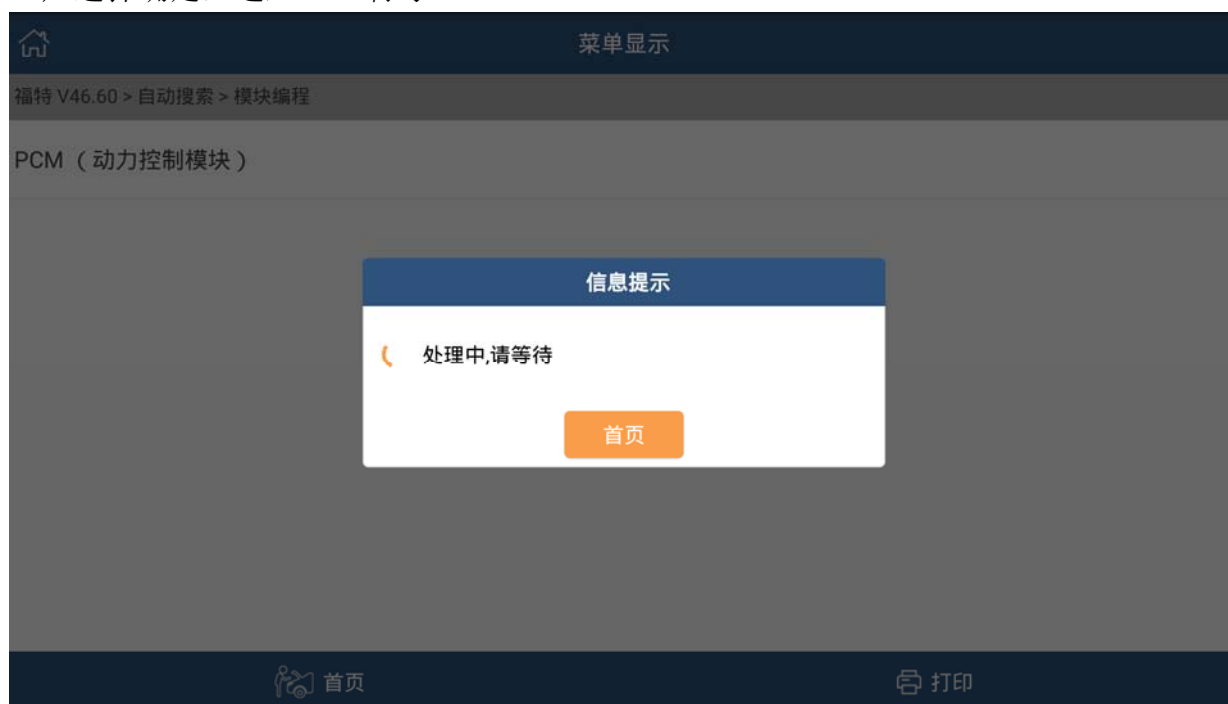 菜单显示
福特 V46.60 > 自动搜索 > 模块编程
PCM （动力控制模块）
信息提示
处理中,请等待
首页
首页
打印